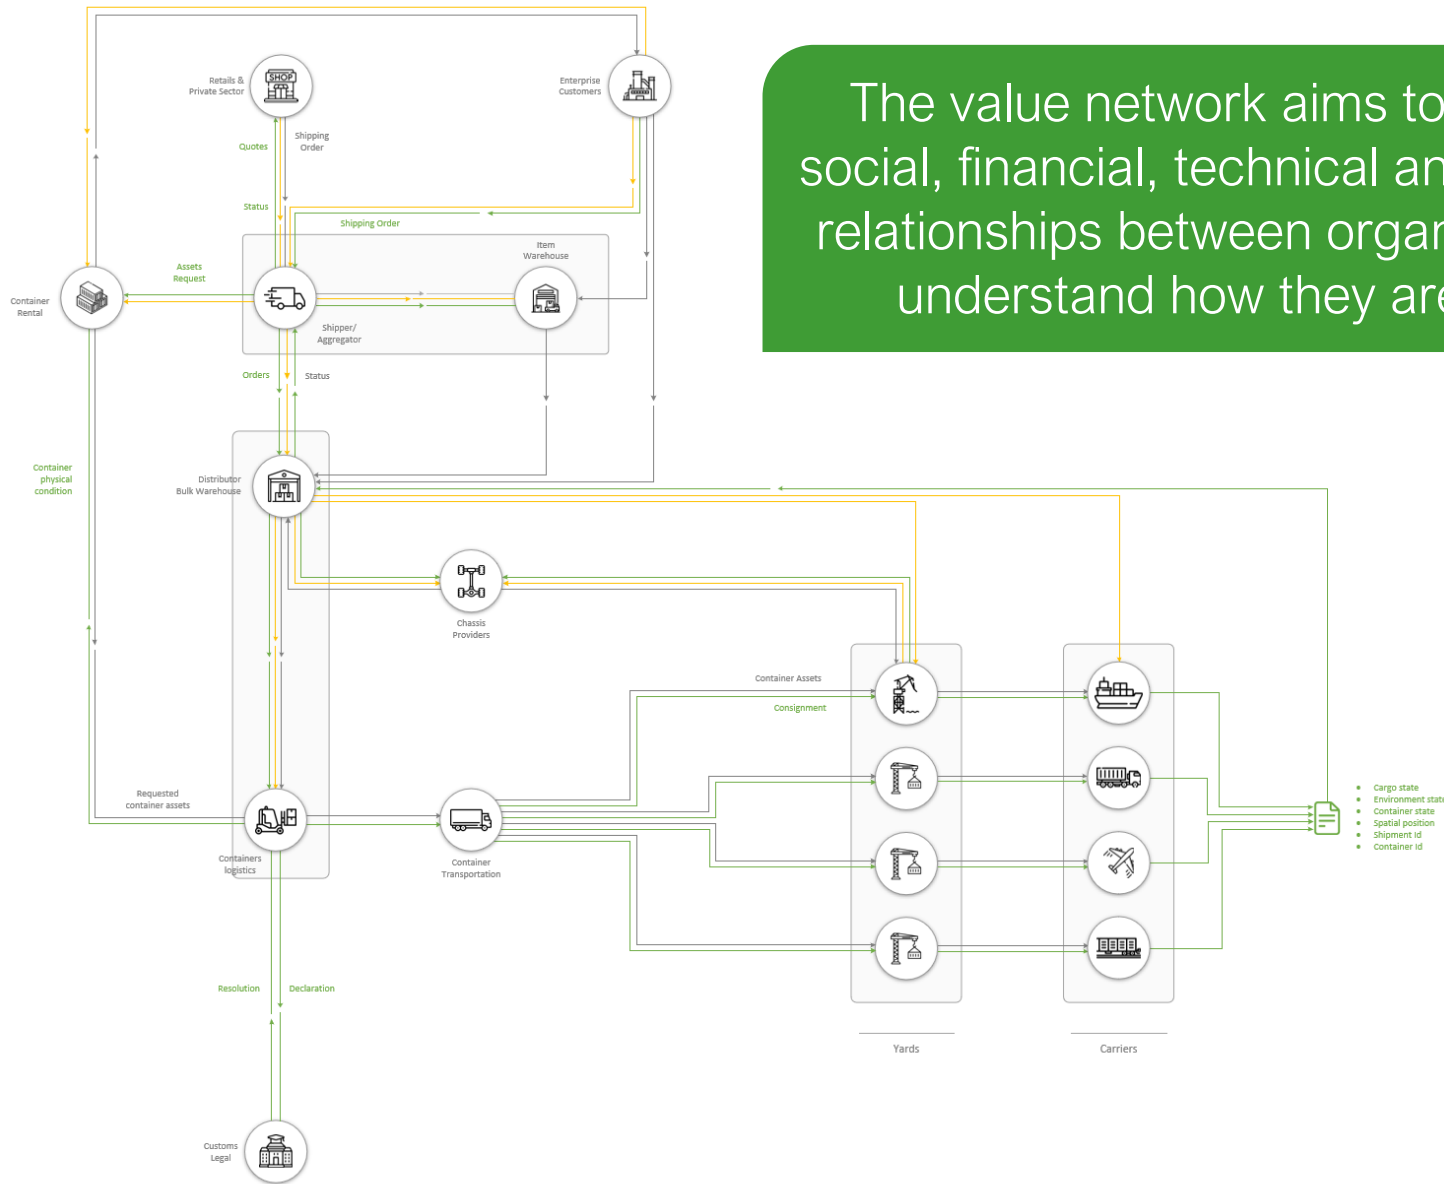 The value network aims to
social, financial, technical an
relationships between organ
understand how they are
SHOP
Retails &
Private Sector
Enterprise
Customers
Shipping
Order
Quotes
Status
Shipping Order
Item
Warehouse
Assets
Request
Container
Rental
Shipper/
Aggregator
Orders
Status
Container
physical
condition
Distributor
Bulk Warehouse
Chassis
Providers
Container Assets
Consignment
Requested
container assets
Containers
logistics
Container
Transportation
Cargo state
Environment state
Container state
Spatial position
Shipment Id
Container Id
Resolution
Declaration
Yards
Carriers
Customs
Legal